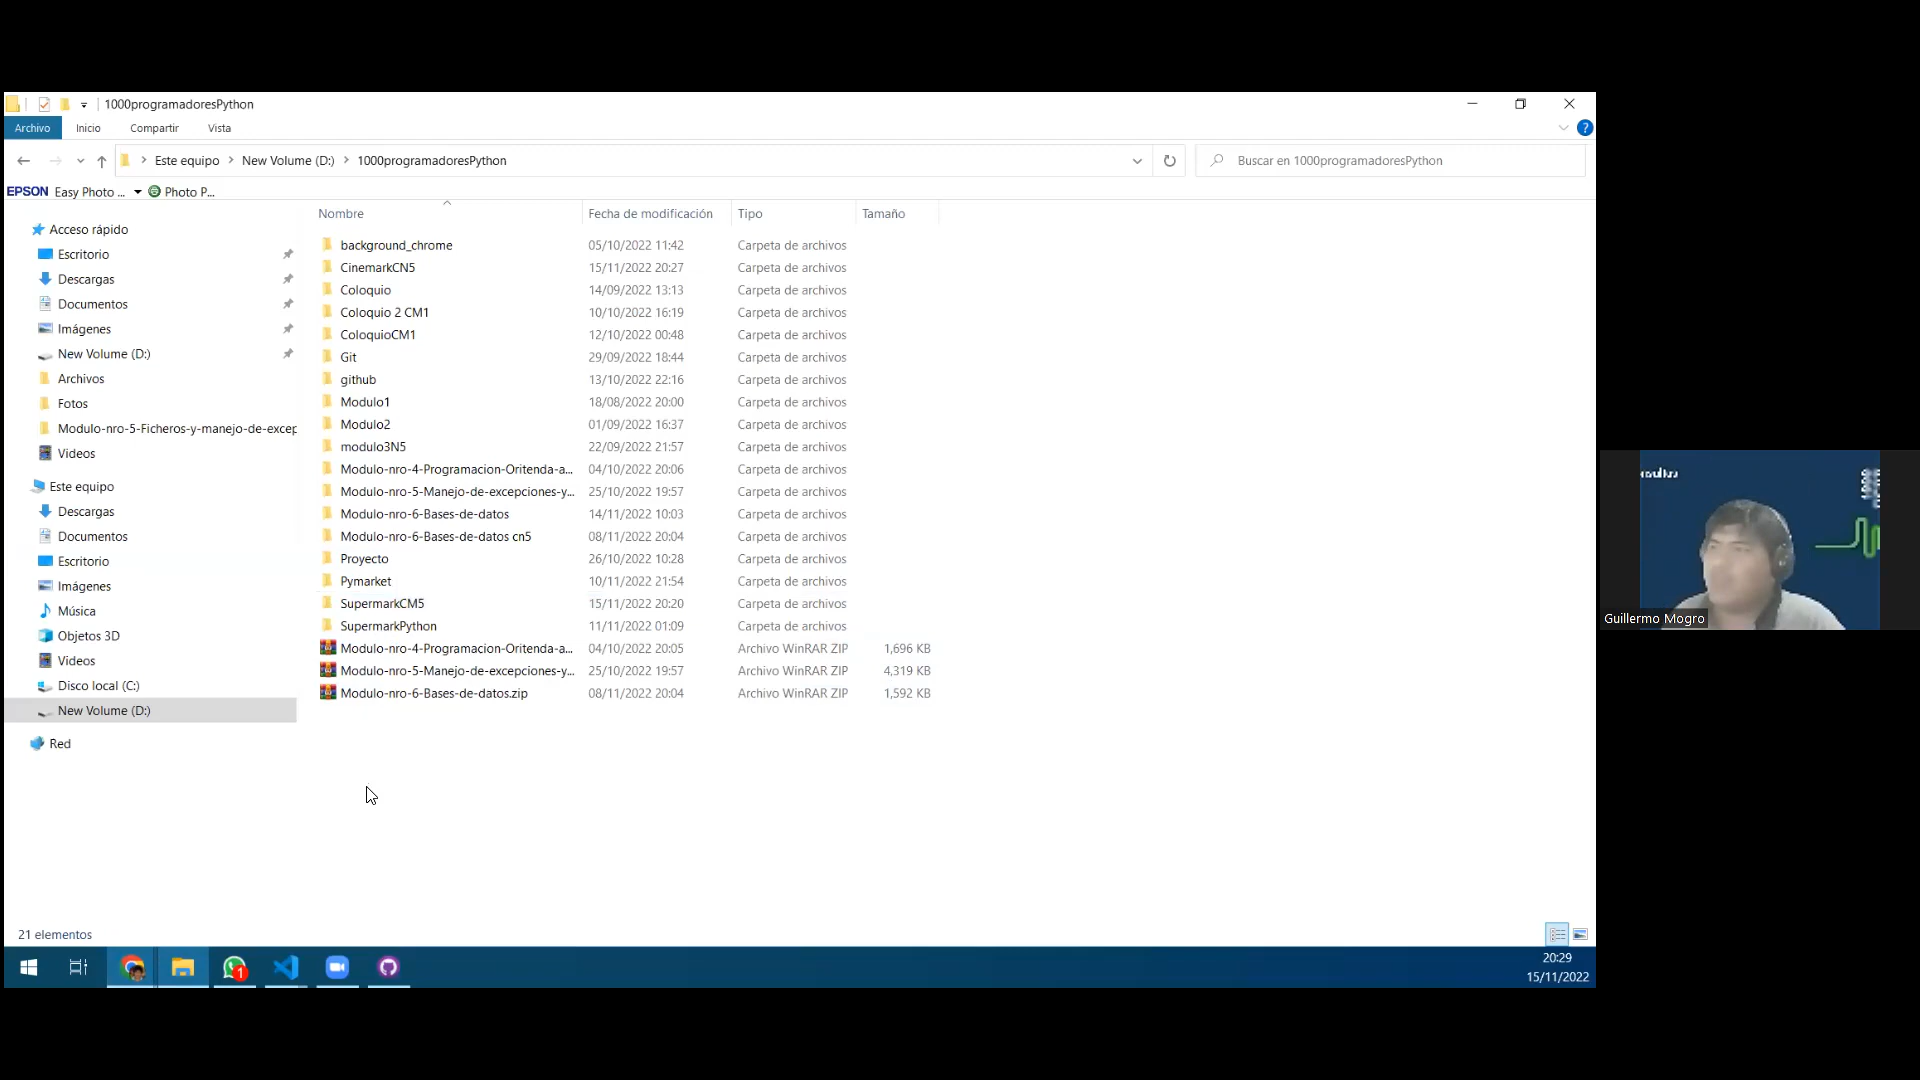 1000programadoresPython
Archivo Inicio Compartir Vista
Este equipo > New Volume (D:) > 1000programadoresPython
Buscar en 1000programadoresPython
EPSON Easy Photo ... Photo P...
Nombre Fecha de modificación Tipo Tamaño
Acceso rápido
Escritorio
Descargas
Documentos
Imágenes
New Volume (D:)
Archivos
Fotos
Modulo-nro-5-Ficheros-y-manejo-de-excep
Videos
Este equipo
Descargas
Documentos
Escritorio
Imágenes
Música
Objetos 3D
Videos
Disco local (C:)
New Volume (D:)
Red
background_chrome 05/10/2022 11:42 Carpeta de archivos
CinemarkCN5 15/11/2022 20:27 Carpeta de archivos
Coloquio 14/09/2022 13:13 Carpeta de archivos
Coloquio 2 CM1 10/10/2022 16:19 Carpeta de archivos
ColoquioCM1 12/10/2022 00:48 Carpeta de archivos
Git 29/09/2022 18:44 Carpeta de archivos
github 13/10/2022 22:16 Carpeta de archivos
Modulo1 18/08/2022 20:00 Carpeta de archivos
Modulo2 01/09/2022 16:37 Carpeta de archivos
modulo3N5 22/09/2022 21:57 Carpeta de archivos
Modulo-nro-4-Programacion-Oritenda-a... 04/10/2022 20:06 Carpeta de archivos
Modulo-nro-5-Manejo-de-excepciones-y... 25/10/2022 19:57 Carpeta de archivos
Modulo-nro-6-Bases-de-datos 14/11/2022 10:03 Carpeta de archivos
Modulo-nro-6-Bases-de-datos cn5 08/11/2022 20:04 Carpeta de archivos
Proyecto 26/10/2022 10:28 Carpeta de archivos
Pymarket 10/11/2022 21:54 Carpeta de archivos
SupermarkCM5 15/11/2022 20:20 Carpeta de archivos
SupermarkPython 11/11/2022 01:09 Carpeta de archivos
Modulo-nro-4-Programacion-Oritenda-a... 04/10/2022 20:05 Archivo WinRAR ZIP 1,696 KB
Modulo-nro-5-Manejo-de-excepciones-y... 25/10/2022 19:57 Archivo WinRAR ZIP 4,319 KB
Modulo-nro-6-Bases-de-datos.zip 08/11/2022 20:04 Archivo WinRAR ZIP 1,592 KB
21 elementos
1
20:29
15/11/2022
Guillermo Mogro